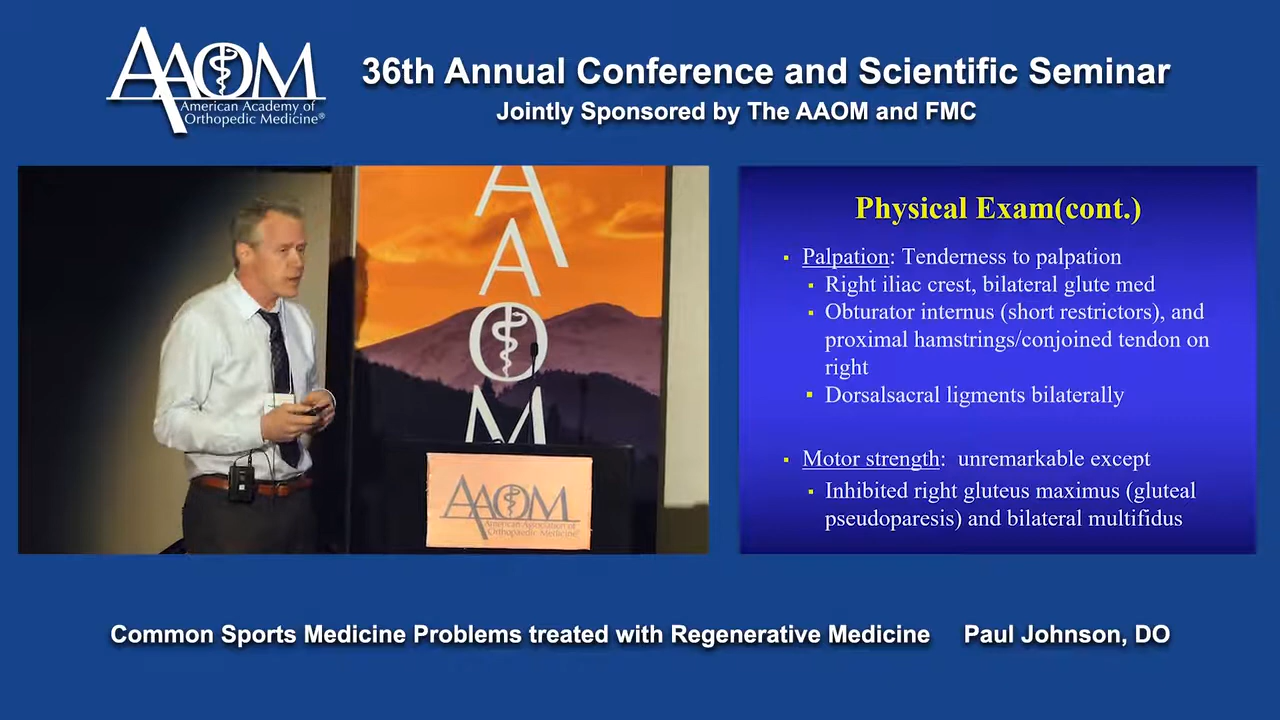 AAOM
American Academy of
Orthopedic Medicine®
36th Annual Conference and Scientific Seminar
Jointly Sponsored by The AAOM and FMC
A
A
O
M
AAOM
American Association of
Orthopaedic Medicine
Physical Exam(cont.)
▪ Palpation: Tenderness to palpation
▪ Right iliac crest, bilateral glute med
▪ Obturator internus (short restrictors), and
proximal hamstrings/conjoined tendon on
right
▪ Dorsalsacral ligments bilaterally
▪ Motor strength: unremarkable except
▪ Inhibited right gluteus maximus (gluteal
pseudoparesis) and bilateral multifidus
Common Sports Medicine Problems treated with Regenerative Medicine Paul Johnson, DO